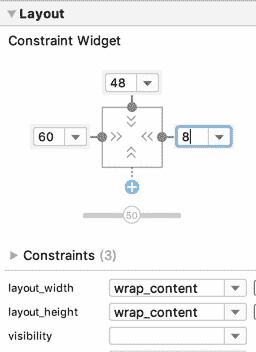 Layout
Constraint Widget
48
60
8
50
Constraints (3)
layout_width wrap_content
layout_height wrap_content
visibility